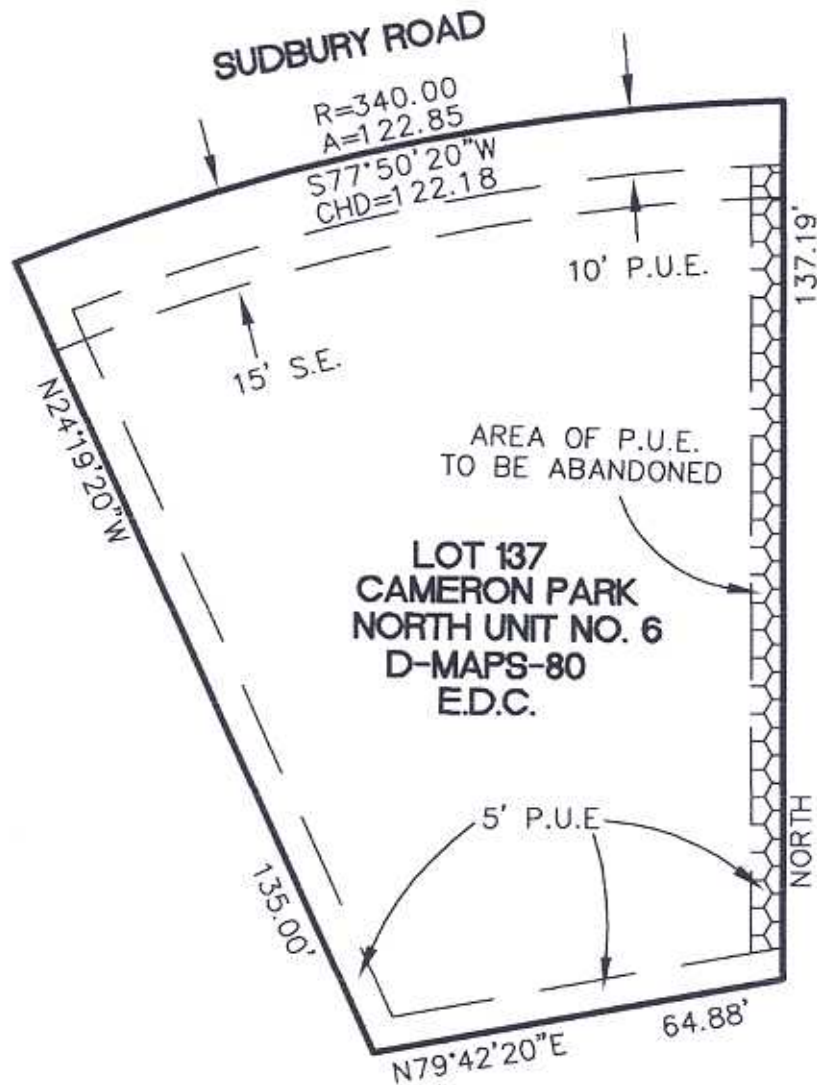 SUDBURY ROAD
R=340.00
A=122.85
S77°50'20"W
CHD=122.18
10' P.U.E.
137.19'
15' S.E.
N24°19'20"W
AREA OF P.U.E.
TO BE ABANDONED
LOT 137
CAMERON PARK
NORTH UNIT NO. 6
D-MAPS-80
E.D.C.
5' P.U.E
NORTH
135.00'
64.88'
N79°42'20"E